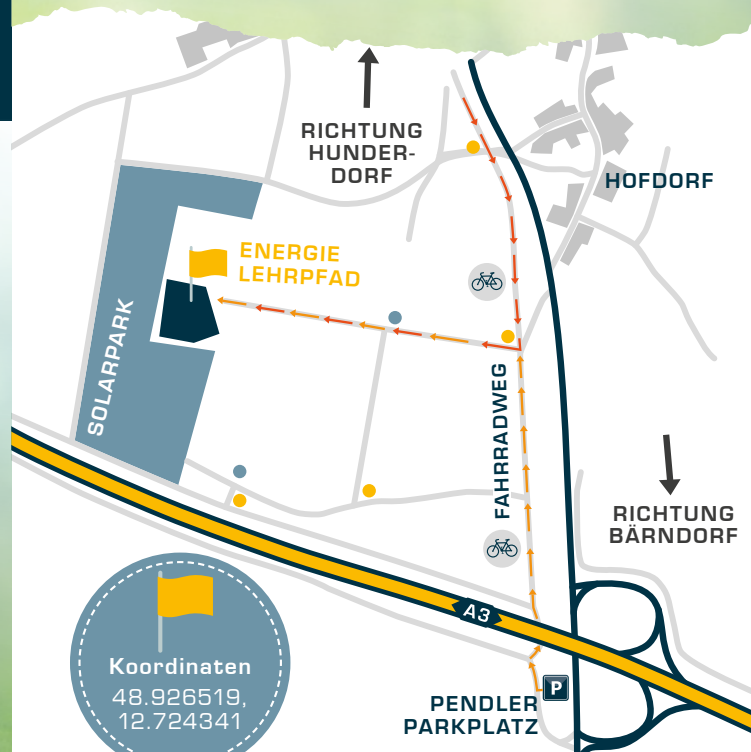 RICHTUNG
HUNDER-
DORF
HOFDORF
ENERGIE
LEHRPFAD
SOLARPARK
FAHRRADWEG
RICHTUNG
BÄRNDORF
A3
Koordinaten
48.926519,
12.724341
P
PENDLER
PARKPLATZ